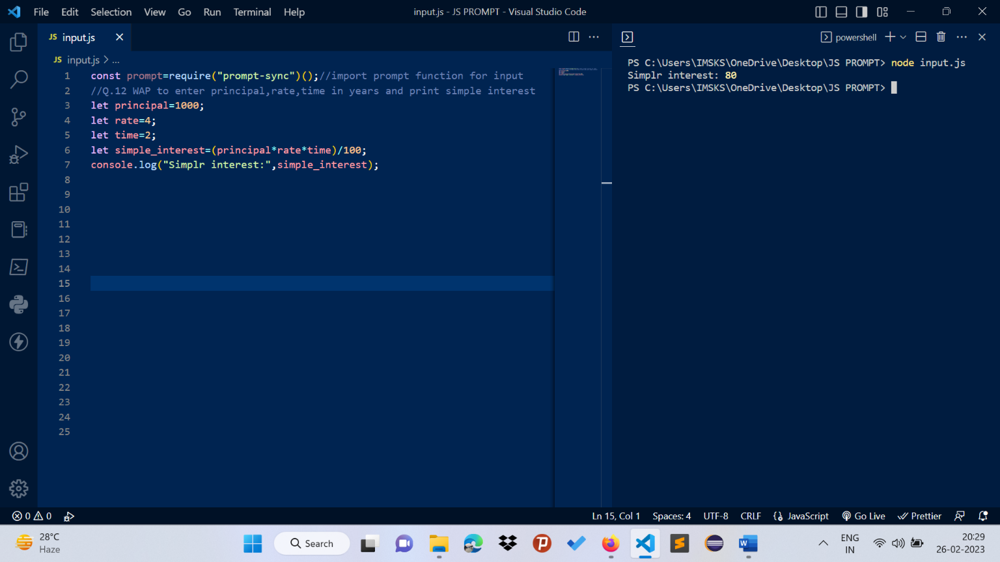 File Edit Selection View Go Run Terminal Help
input.js - JS PROMPT - Visual Studio Code
JS input.js
powershell
JS input.js > ...
1 const prompt=require("prompt-sync")();//import prompt function for input
2 //Q.12 WAP to enter principal,rate,time in years and print simple interest
3 let principal=1000;
4 let rate=4;
5 let time=2;
6 let simple_interest=(principal*rate*time)/100;
7 console.log("Simplr interest:",simple_interest);
8
9
10
11
12
13
14
15
16
17
18
19
20
21
22
23
24
25
PS C:\Users\IMSKS\OneDrive\Desktop\JS PROMPT> node input.js
Simplr interest: 80
PS C:\Users\IMSKS\OneDrive\Desktop\JS PROMPT>
0 0 Ln 15, Col 1 Spaces: 4 UTF-8 CRLF JavaScript Go Live Prettier
28°C
Haze
Search
ENG
IN
20:29
26-02-2023